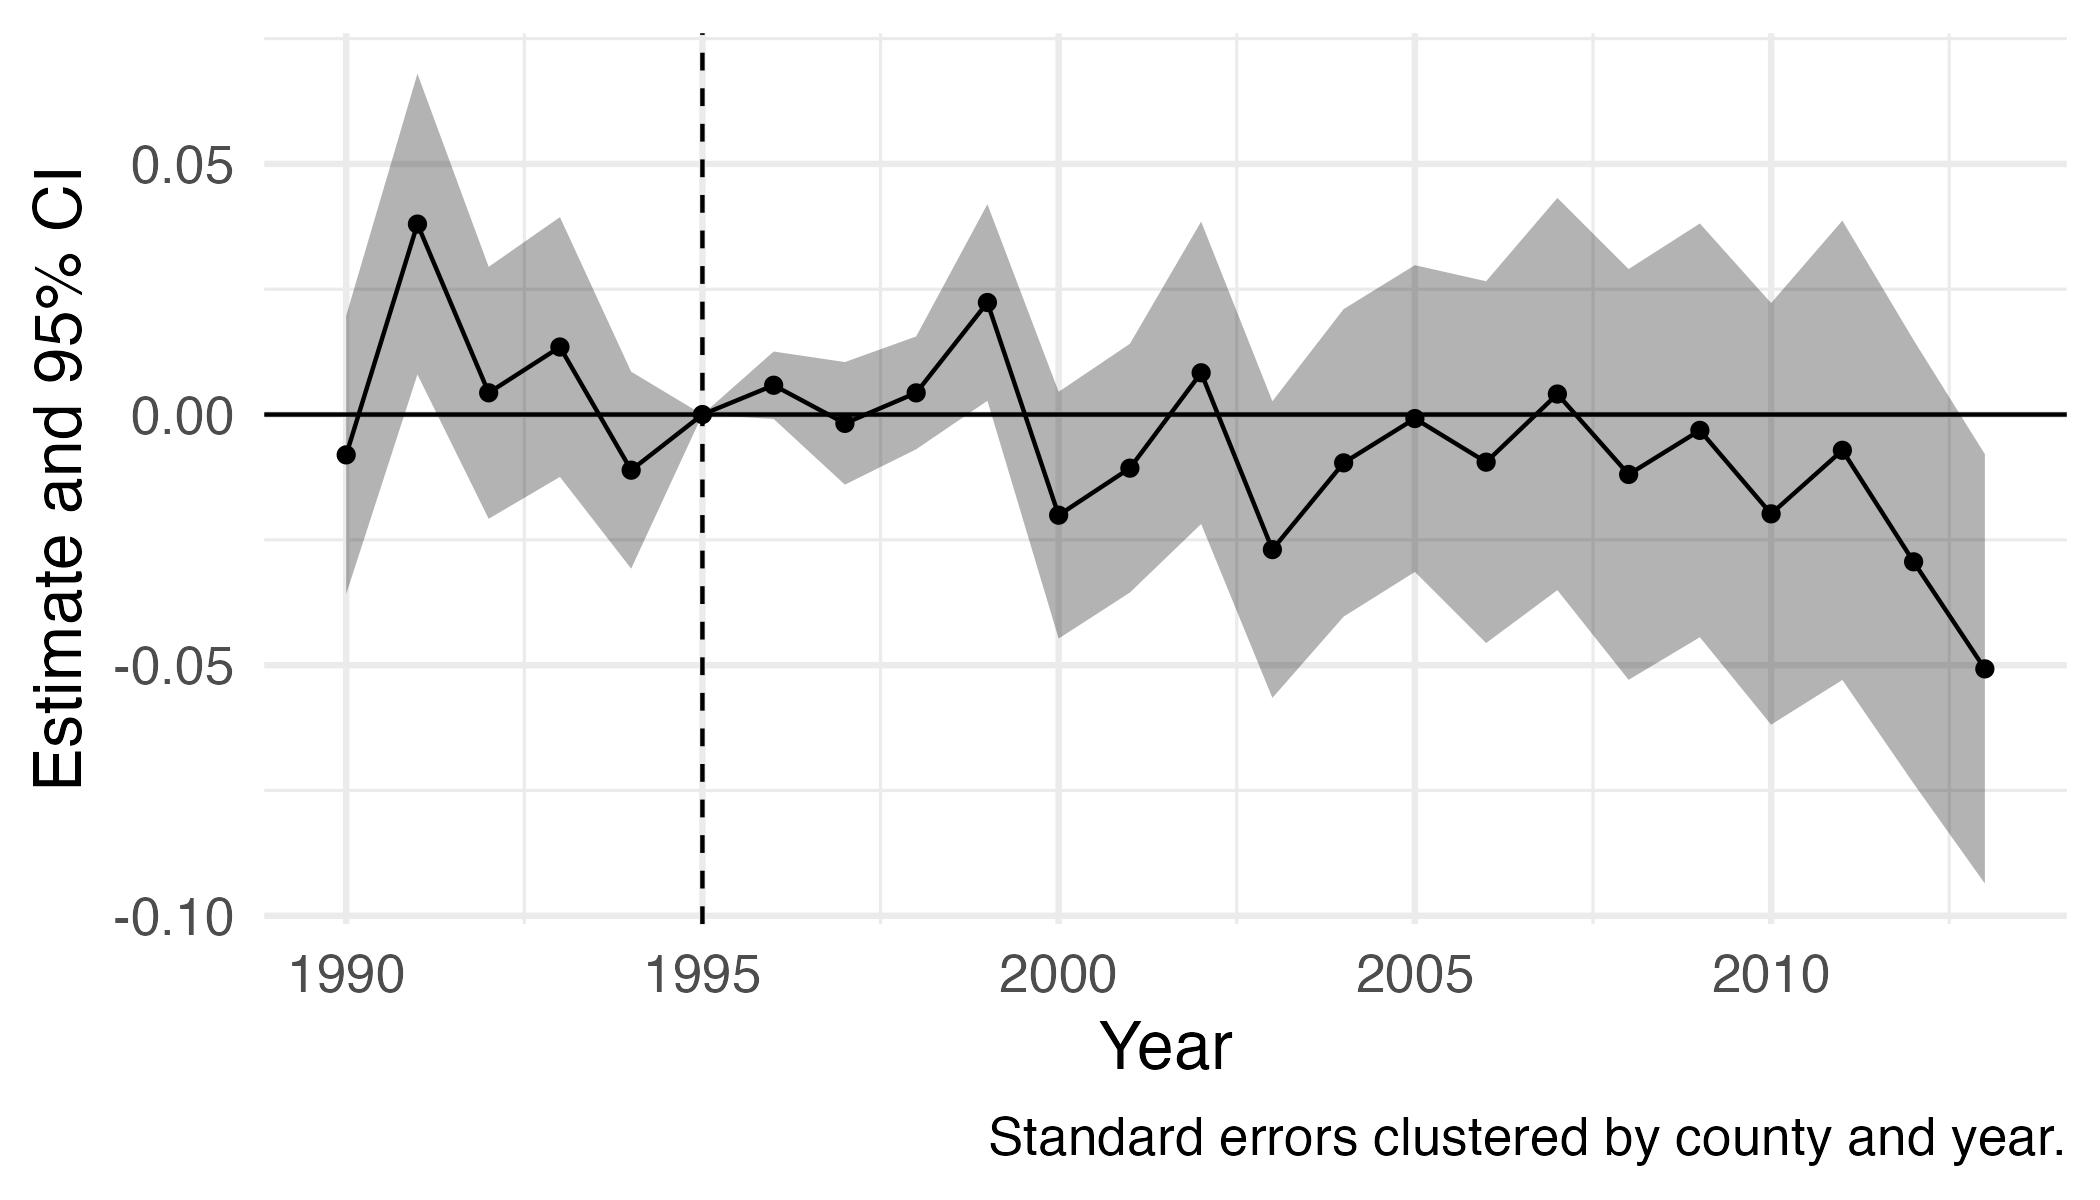 Estimate and 95% CI
0.05
0.00
-0.05
-0.10
1990 1995 2000 2005 2010
Year
Standard errors clustered by county and year.